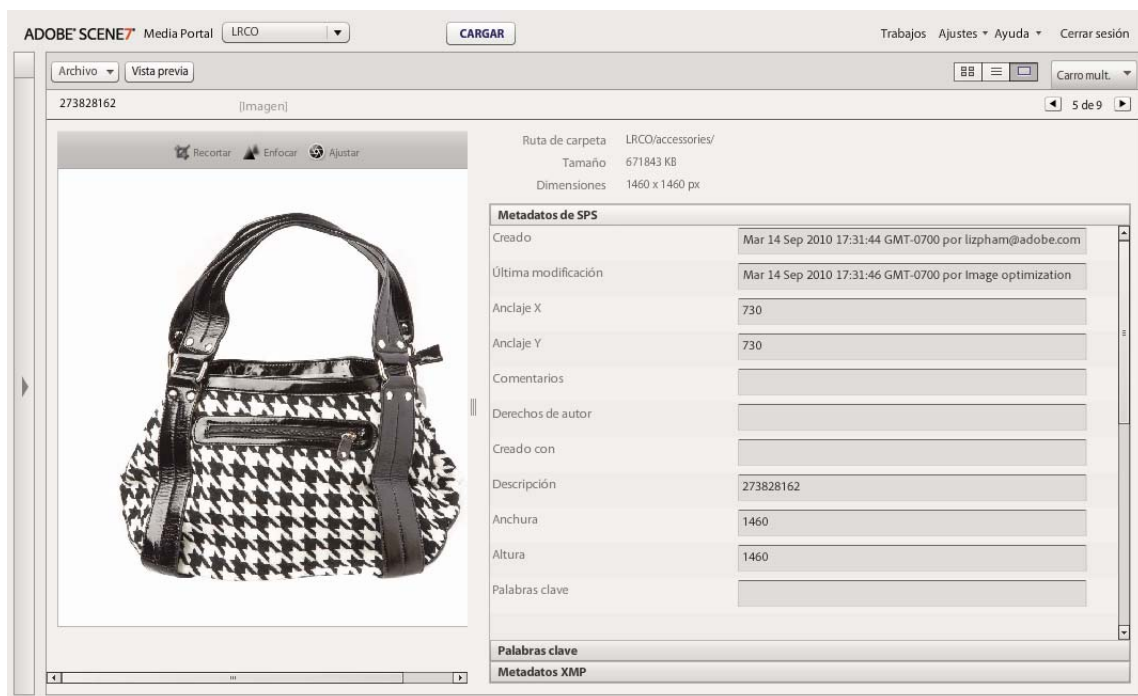 ADOBE® SCENE7® Media Portal LRCO CARGAR Trabajos Ajustes Ayuda Cerrar sesión
Archivo Vista previa Carro mult.
273828162 [Imagen] 5 de 9
Recortar Enfocar Ajustar
Ruta de carpeta LRCO/accessories/
Tamaño 671843 KB
Dimensiones 1460 x 1460 px
Metadatos de SPS
Creado Mar 14 Sep 2010 17:31:44 GMT-0700 por lizpham@adobe.com
Última modificación Mar 14 Sep 2010 17:31:46 GMT-0700 por Image optimization
Anclaje X 730
Anclaje Y 730
Comentarios
Derechos de autor
Creado con
Descripción 273828162
Anchura 1460
Altura 1460
Palabras clave
Palabras clave
Metadatos XMP